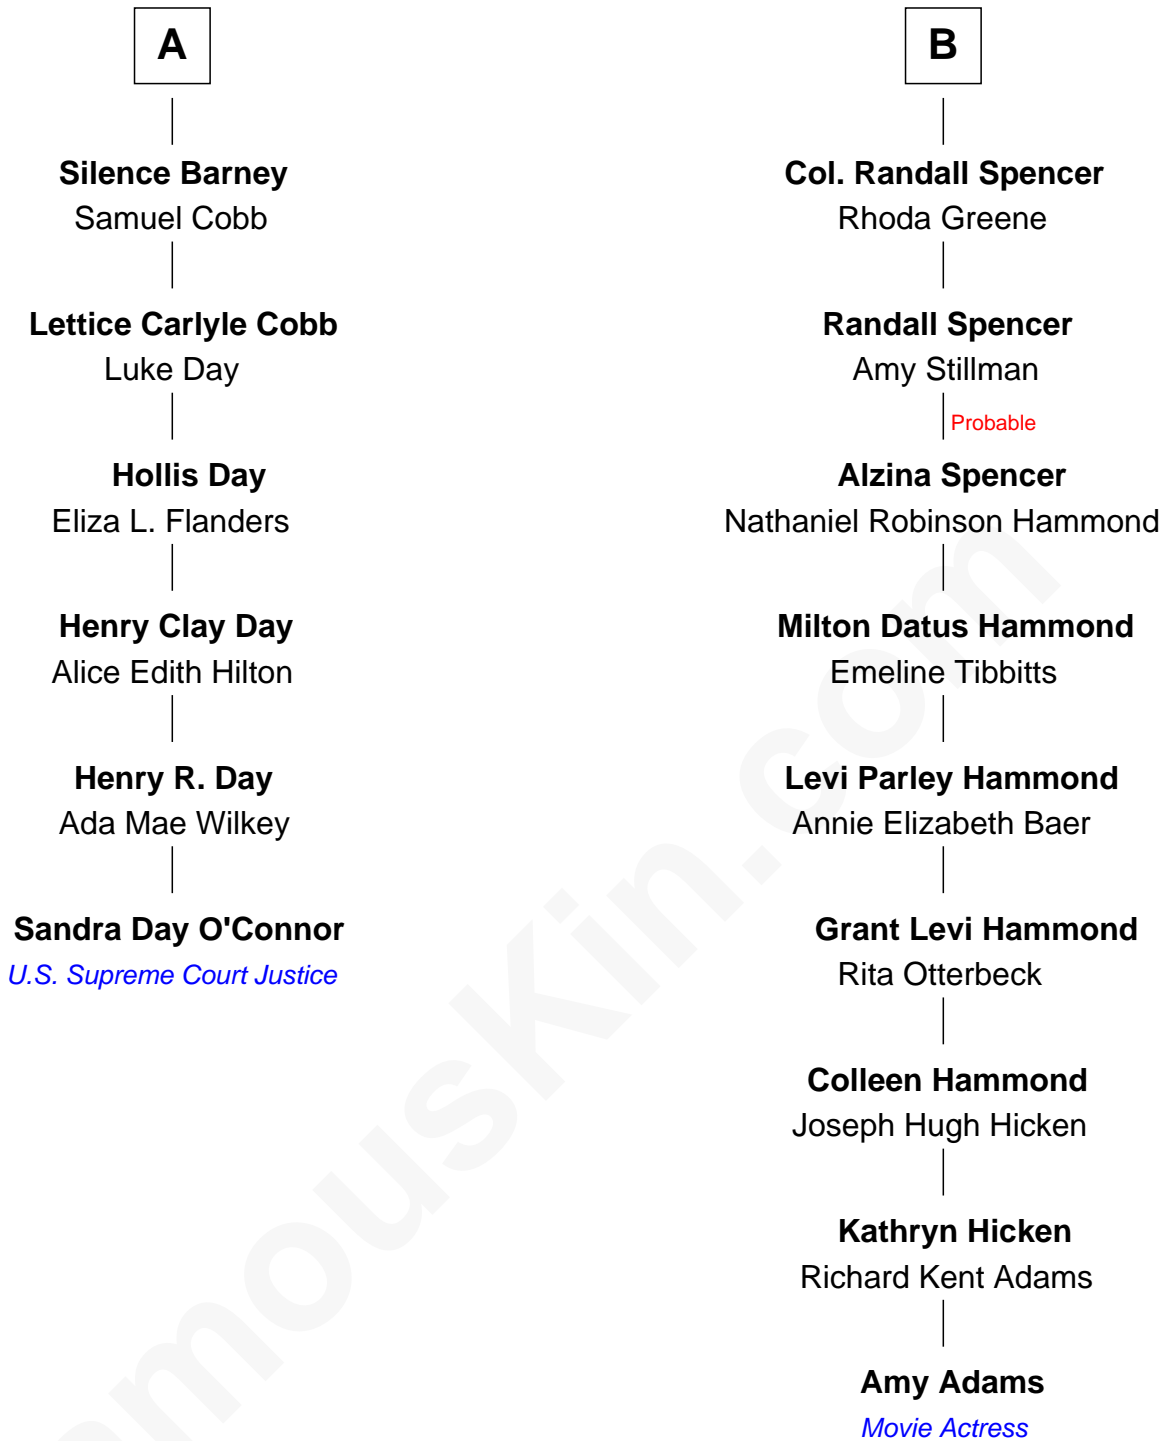 A
Silence Barney
Samuel Cobb
Lettice Carlyle Cobb
Luke Day
Hollis Day
Eliza L. Flanders
Henry Clay Day
Alice Edith Hilton
Henry R. Day
Ada Mae Wilkey
Sandra Day O'Connor
U.S. Supreme Court Justice
B
Col. Randall Spencer
Rhoda Greene
Randall Spencer
Amy Stillman
Probable
Alzina Spencer
Nathaniel Robinson Hammond
Milton Datus Hammond
Emeline Tibbitts
Levi Parley Hammond
Annie Elizabeth Baer
Grant Levi Hammond
Rita Otterbeck
Colleen Hammond
Joseph Hugh Hicken
Kathryn Hicken
Richard Kent Adams
Amy Adams
Movie Actress
amousKin.com